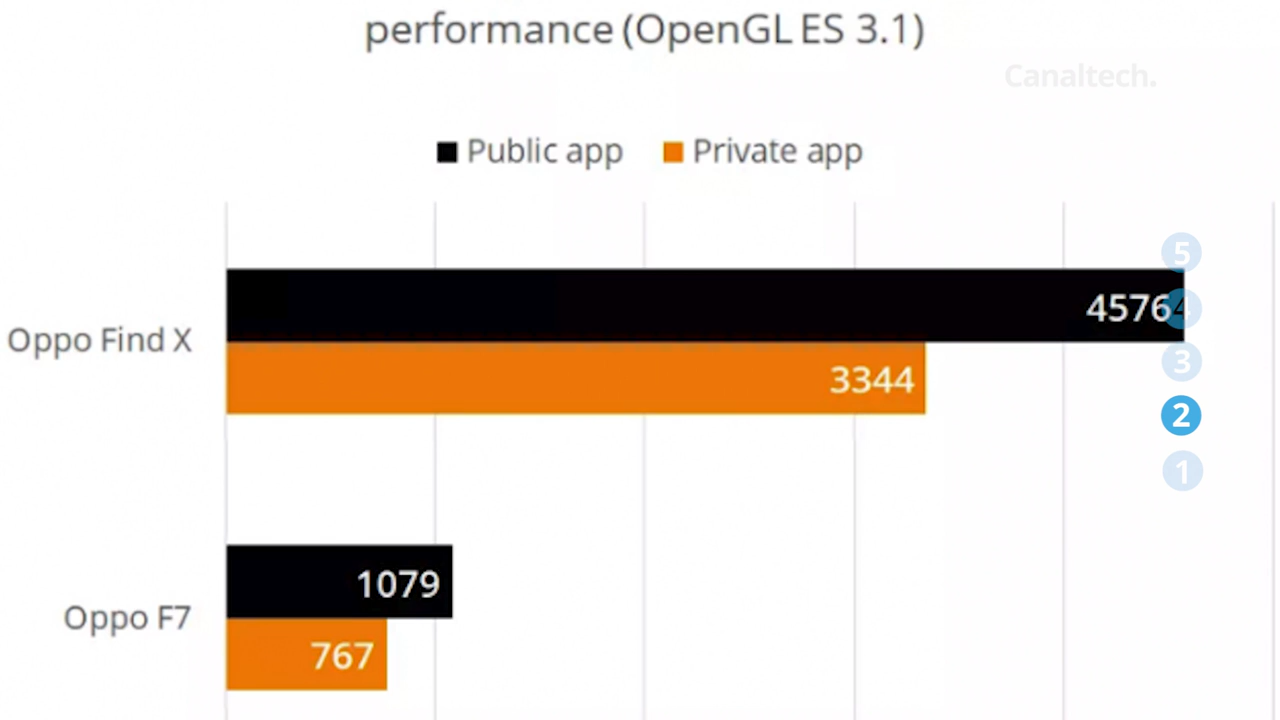 performance (OpenGL ES 3.1)
Canaltech.
Public app
Private app
5
Oppo Find X
4576
4
3344
3
2
1
Oppo F7
1079
767